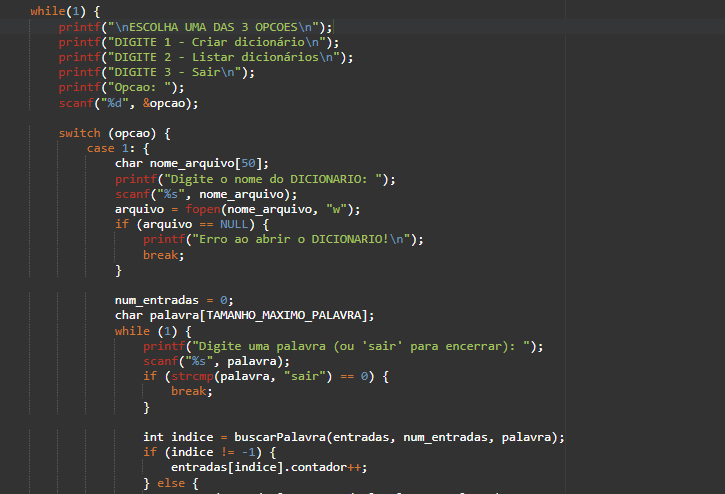 while(1) {
printf("\nESCOLHA UMA DAS 3 OPCOES\n");
printf("DIGITE 1 - Criar dicionário\n");
printf("DIGITE 2 - Listar dicionários\n");
printf("DIGITE 3 - Sair\n");
printf("Opcao: ");
scanf("%d", &opcao);
switch (opcao) {
case 1: {
char nome_arquivo[50];
printf("Digite o nome do DICIONARIO: ");
scanf("%s", nome_arquivo);
arquivo = fopen(nome_arquivo, "w");
if (arquivo == NULL) {
printf("Erro ao abrir o DICIONARIO!\n");
break;
}
num_entradas = 0;
char palavra[TAMANHO_MAXIMO_PALAVRA];
while (1) {
printf("Digite uma palavra (ou 'sair' para encerrar): ");
scanf("%s", palavra);
if (strcmp(palavra, "sair") == 0) {
break;
}
int indice = buscarPalavra(entradas, num_entradas, palavra);
if (indice != -1) {
entradas[indice].contador++;
} else {